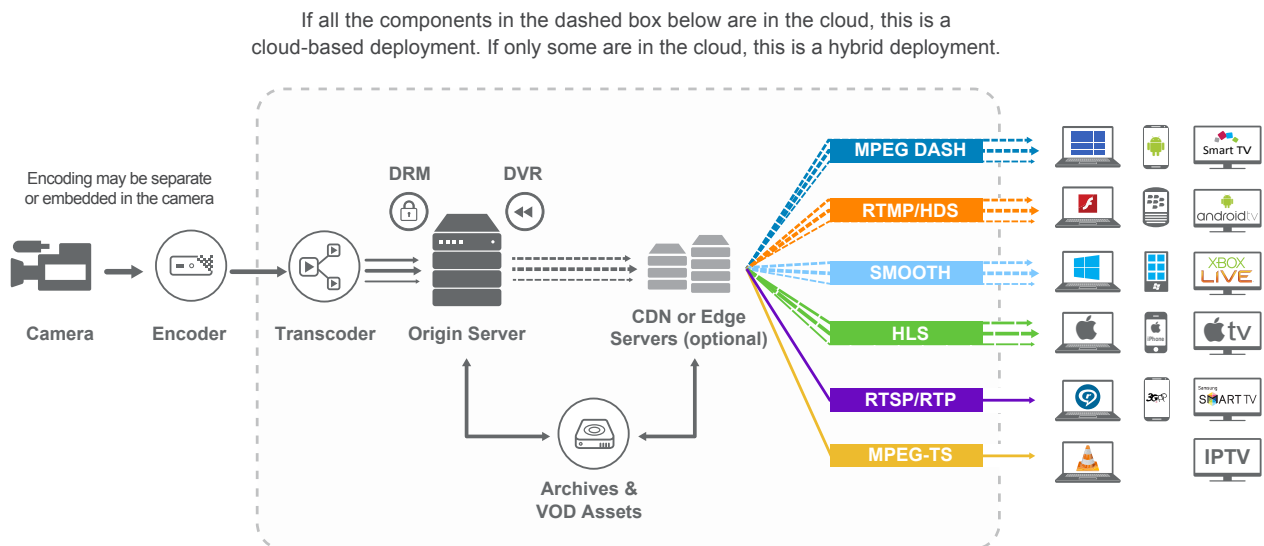 If all the components in the dashed box below are in the cloud, this is a
cloud-based deployment. If only some are in the cloud, this is a hybrid deployment.
Encoding may be separate
or embedded in the camera
Camera
Encoder
Transcoder
DRM
DVR
Origin Server
CDN or Edge
Servers (optional)
Archives &
VOD Assets
MPEG DASH
Smart TV
RTMP/HDS
androidtv
SMOOTH
XBOX
LIVE
HLS
iPhone
tv
RTSP/RTP
3GPP
Samsung
SMART TV
MPEG-TS
IPTV